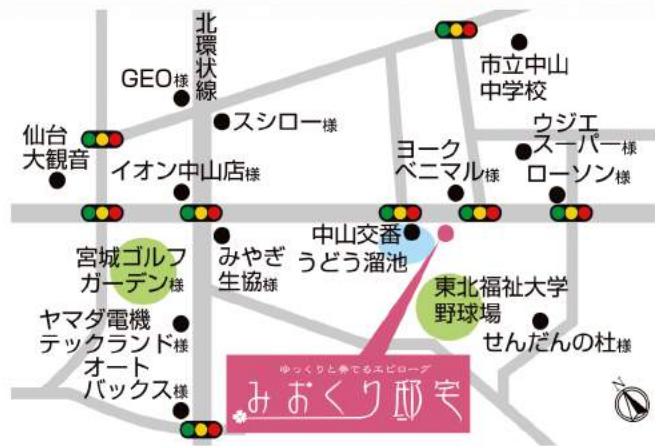 北環状線
GEO様
スシロー様
市立中山
中学校
仙台
大観音
イオン中山店様
ヨーク
ベニマル様
ウジエ
スーパー様
ローソン様
宮城ゴルフ
ガーデン様
みやぎ
生協様
中山交番
うどう溜池
東北福祉大学
野球場
せんだんの杜様
ヤマダ電機
テックランド様
オート
バックス様
ゆっくりと奏でるエピローグ
みおくり邸宅
N